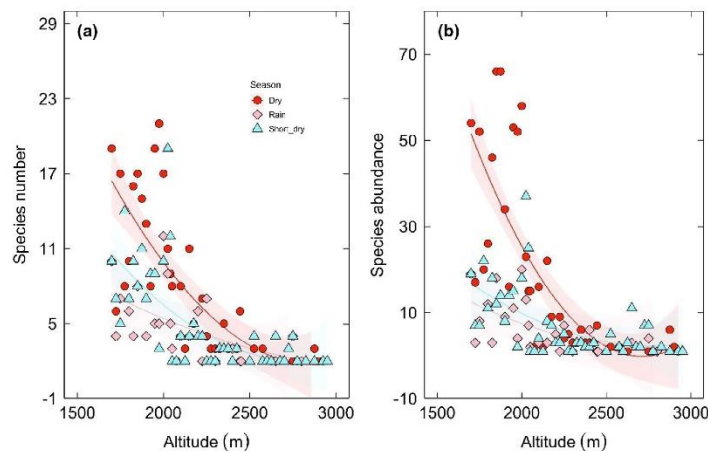 (a)
29
23
17
11
5
-1
Species number
Season
Dry
Rain
Short_dry
1500
2000
2500
3000
Altitude (m)
(b)
70
50
30
10
-10
Species abundance
1500
2000
2500
3000
Altitude (m)